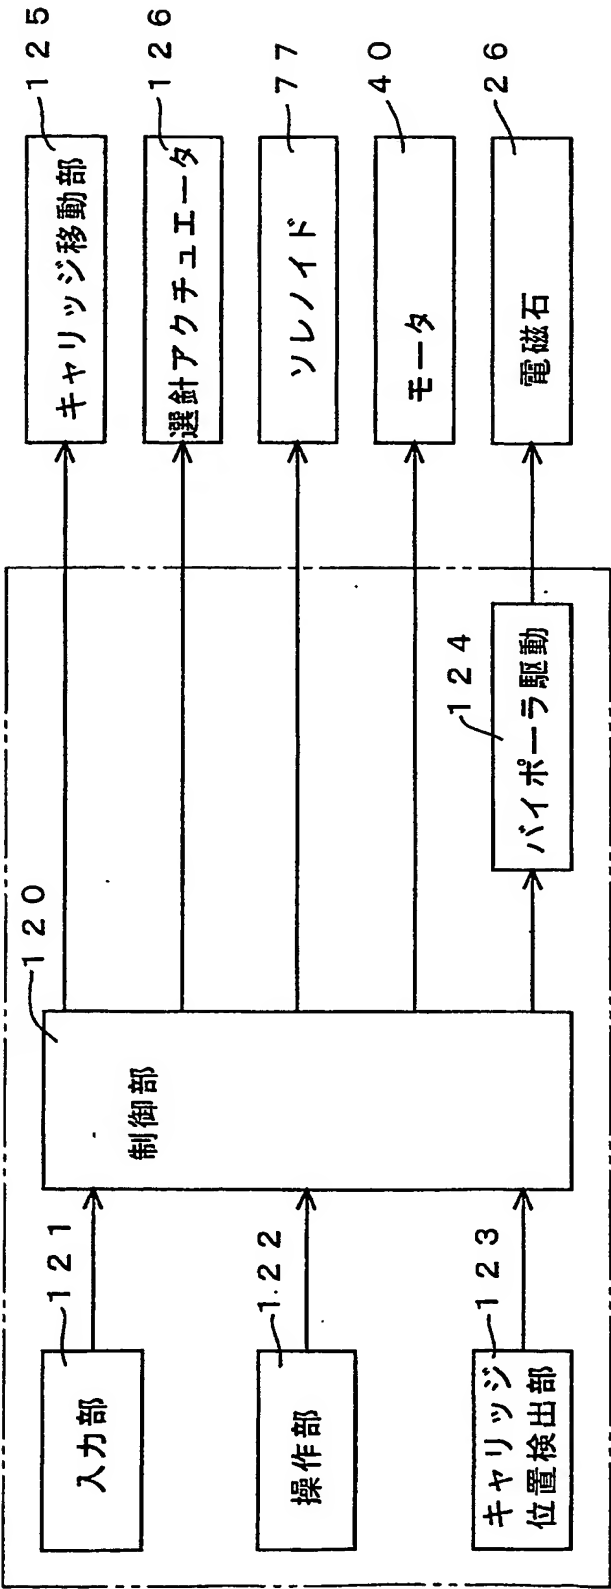 入力部
121
操作部
122
キャリッジ
位置検出部
123
制御部
120
バイポーラ駆動
124
キャリッジ移動部
125
選針アクチュエータ
126
ソレノイド
77
モータ
40
電磁石
26